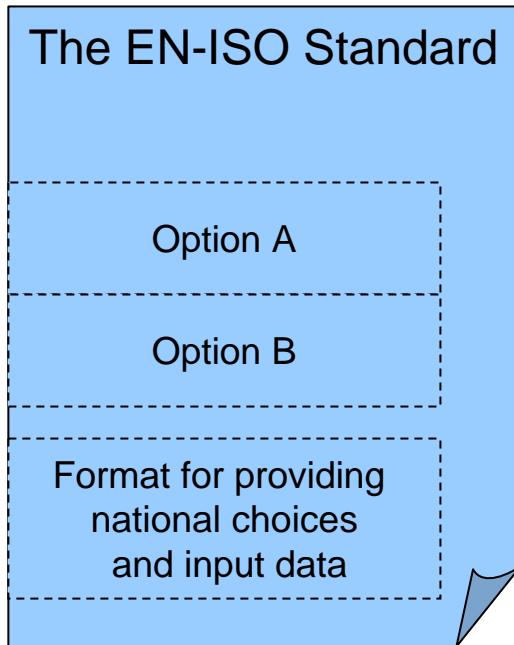 The EN-ISO Standard
Option A
Option B
Format for providing
national choices
and input data